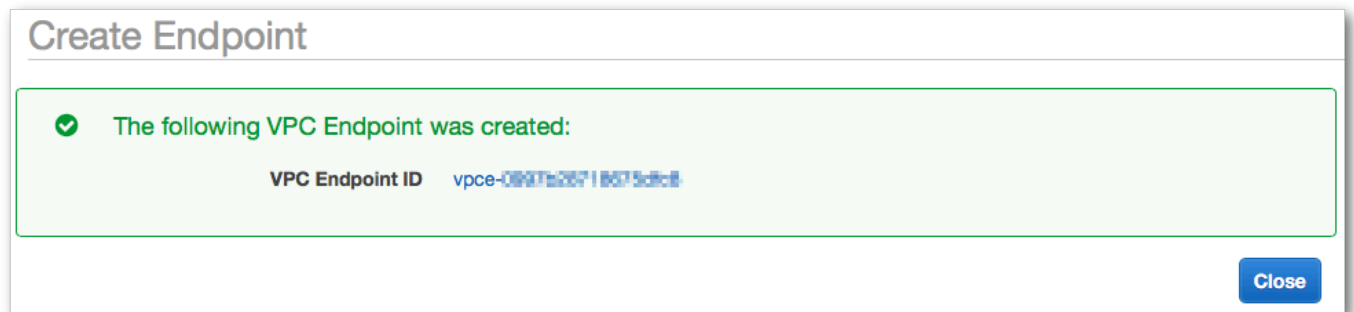 Create Endpoint
The following VPC Endpoint was created:
VPC Endpoint ID vpce-
Close